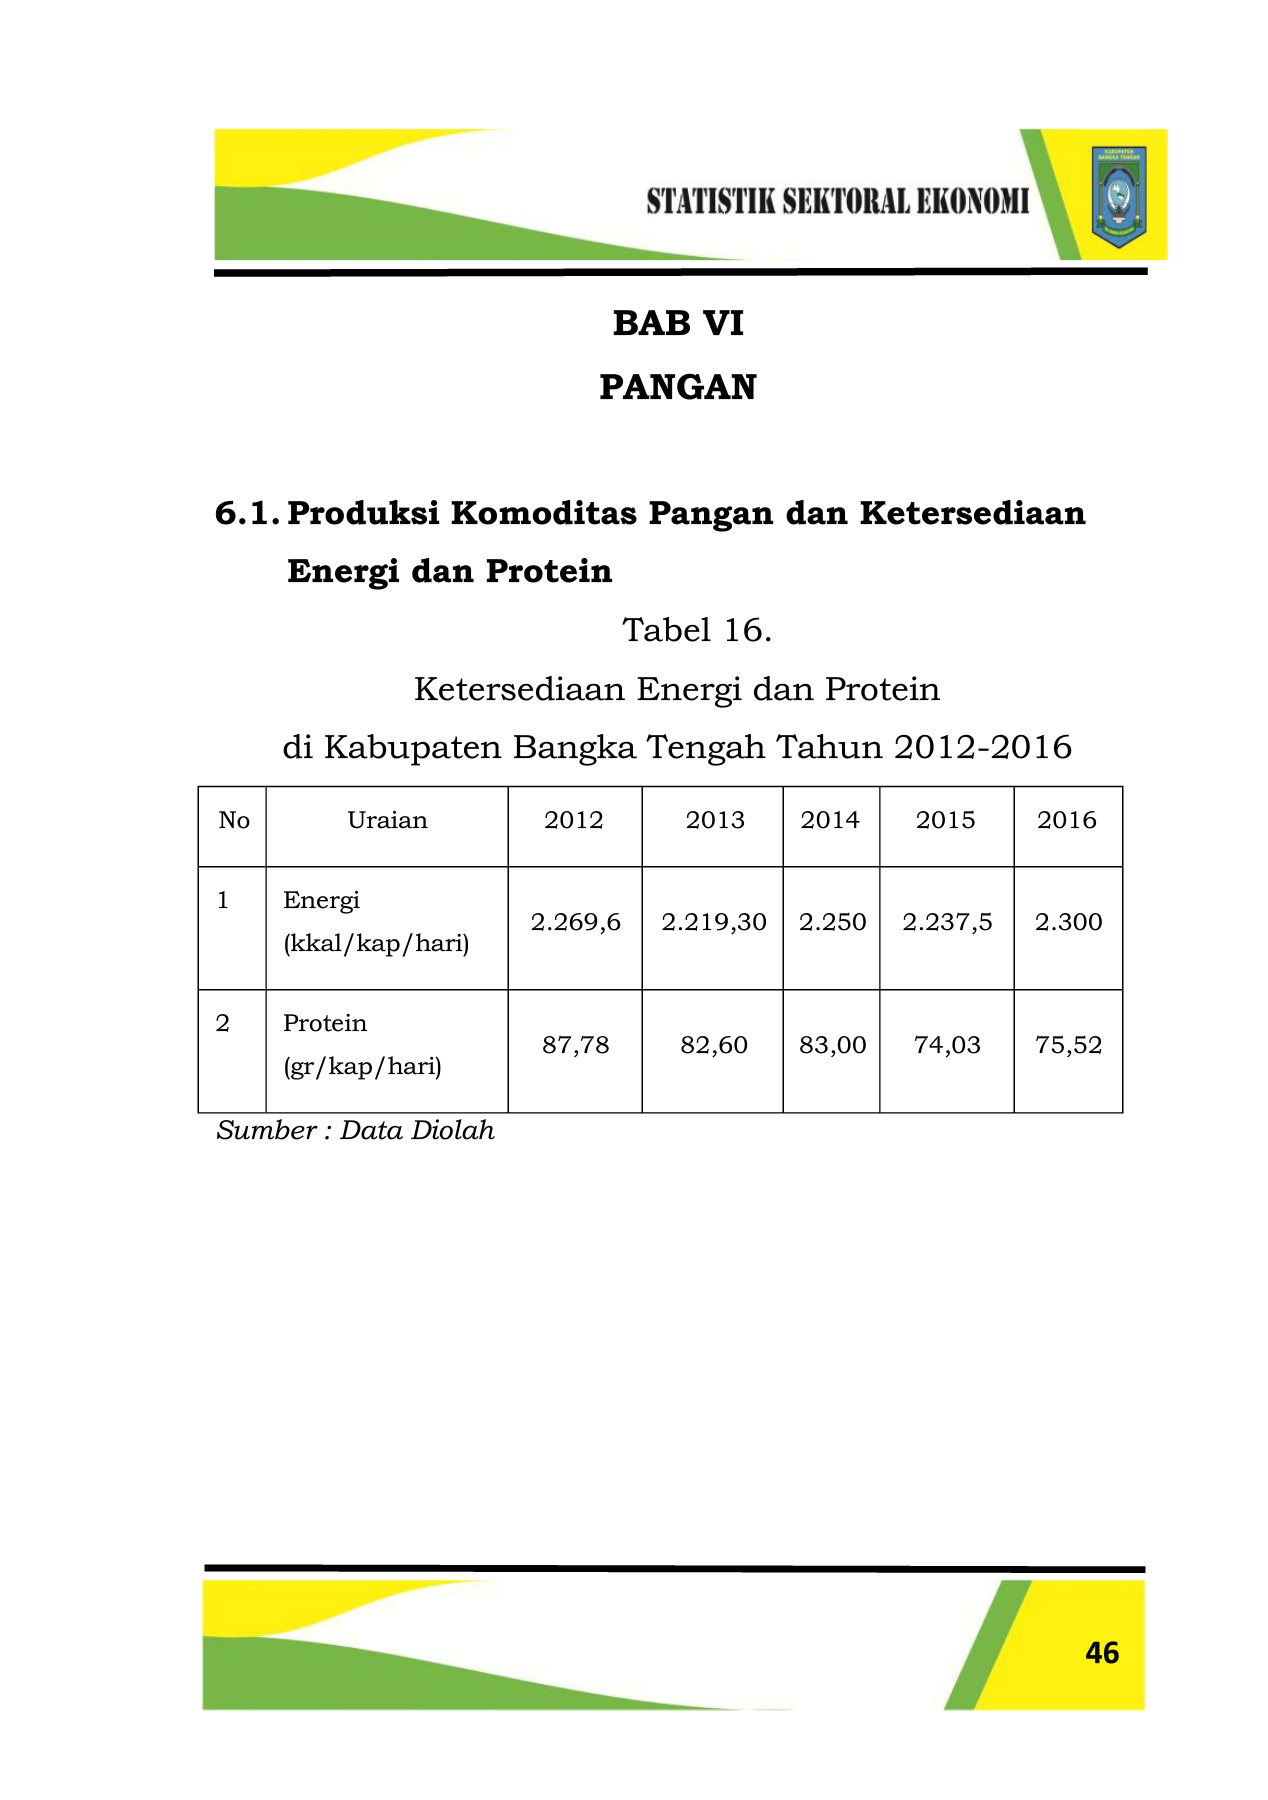 KABUPATEN
BANGKA TENGAH
STATISTIK SEKTORAL EKONOMI
BAB VI
PANGAN
6.1. Produksi Komoditas Pangan dan Ketersediaan
Energi dan Protein
Tabel 16.
Ketersediaan Energi dan Protein
di Kabupaten Bangka Tengah Tahun 2012-2016
No Uraian 2012 2013 2014 2015 2016
1 Energi (kkal/kap/hari) 2.269,6 2.219,30 2.250 2.237,5 2.300
2 Protein (gr/kap/hari) 87,78 82,60 83,00 74,03 75,52
Sumber : Data Diolah
46